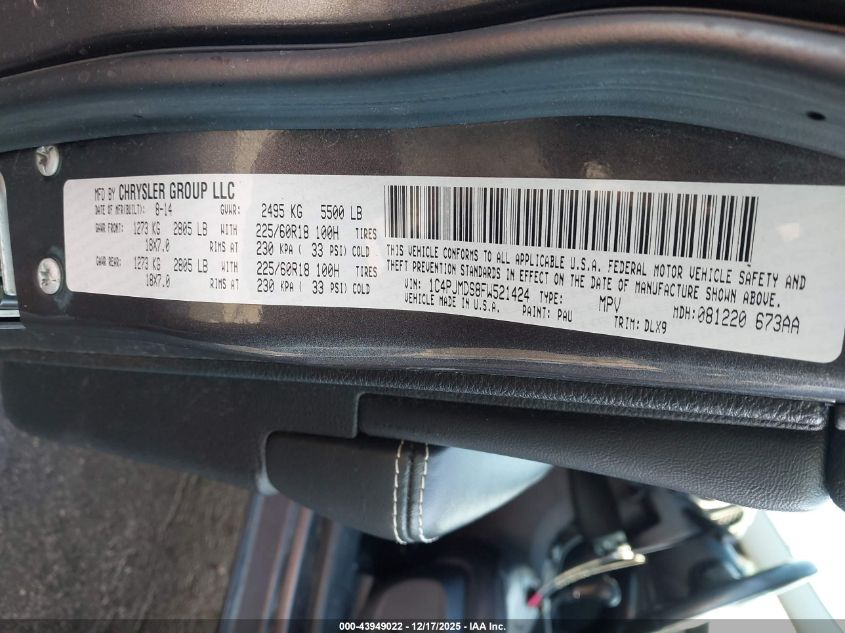 MFD BY CHRYSLER GROUP LLC
DATE OF MFR(BUILT): 8-14 GVWR: 2495 KG 5500 LB
GAWR FRONT: 1273 KG 2805 LB WITH 225/60R18 100H TIRES
18X7.0 RIMS AT 230 KPA ( 33 PSI) COLD
GAWR REAR: 1273 KG 2805 LB WITH 225/60R18 100H TIRES
18X7.0 RIMS AT 230 KPA ( 33 PSI) COLD
THIS VEHICLE CONFORMS TO ALL APPLICABLE U.S.A. FEDERAL MOTOR VEHICLE SAFETY AND
THEFT PREVENTION STANDARDS IN EFFECT ON THE DATE OF MANUFACTURE SHOWN ABOVE.
VIN: 1C4PJMDS8FW521424 TYPE: MPV MDH:081220 673AA
VEHICLE MADE IN U.S.A. PAINT: PAU TRIM: DLX9
000-43949022 — 12/17/2025 — IAA Inc.